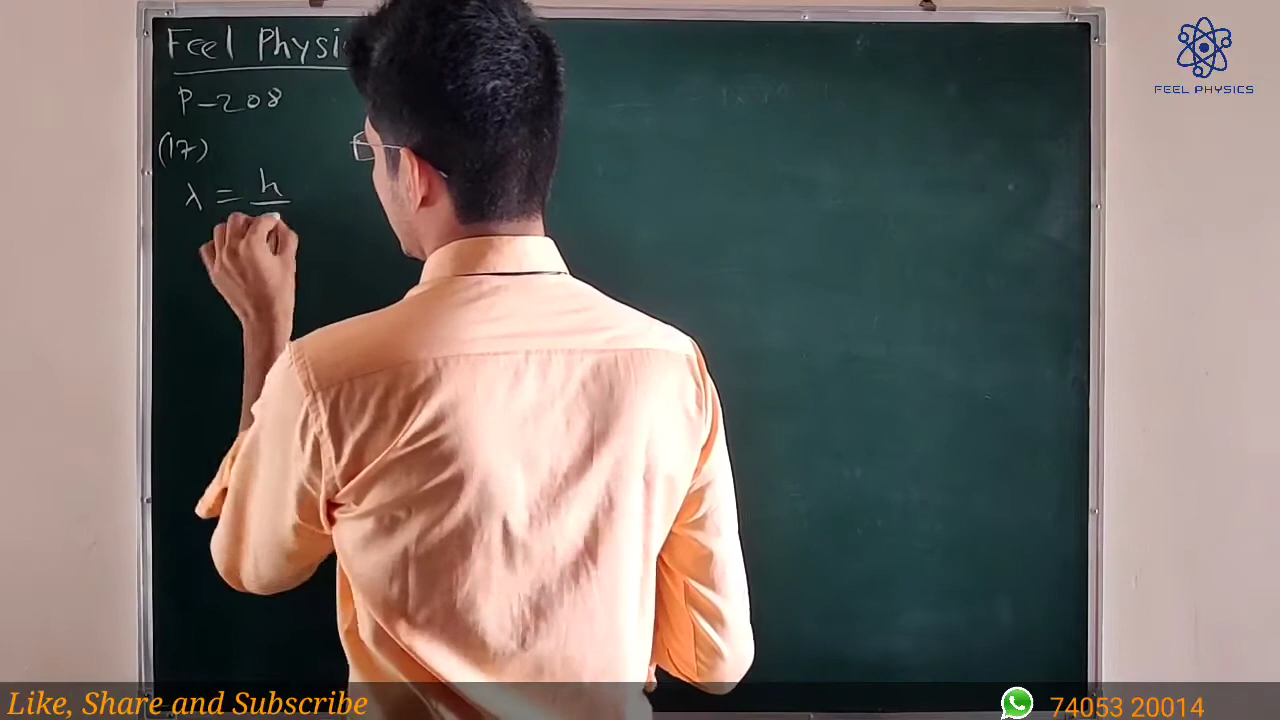 Feel Physi
P-208
(17)
λ = h
FEEL PHYSICS
Like, Share and Subscribe
74053 20014